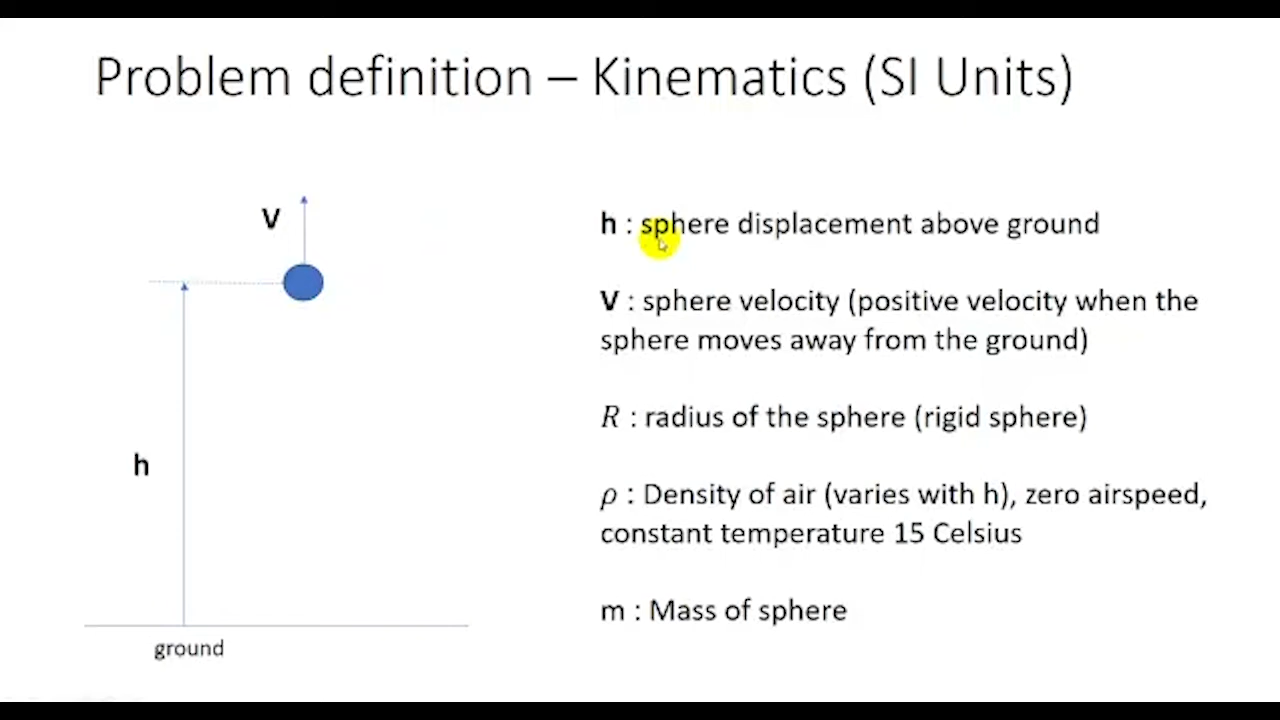 Problem definition – Kinematics (SI Units)
V
h
ground
h : sphere displacement above ground
V : sphere velocity (positive velocity when the
sphere moves away from the ground)
R : radius of the sphere (rigid sphere)
ρ : Density of air (varies with h), zero airspeed,
constant temperature 15 Celsius
m : Mass of sphere